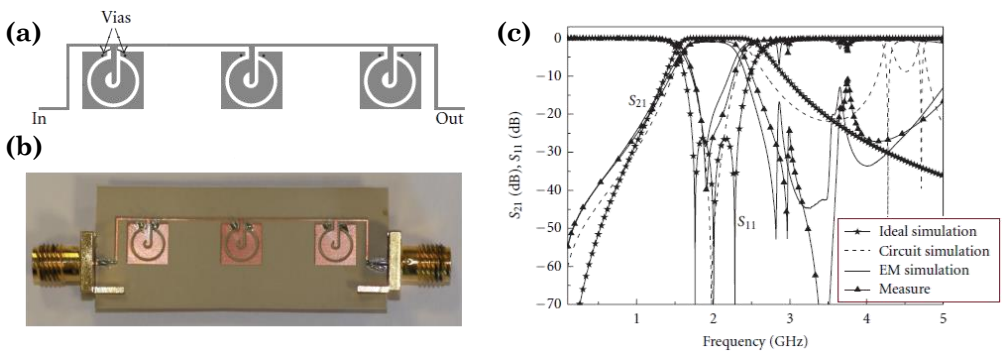 (a)
Vias
In
Out
(b)
(c)
0
−10
−20
−30
−40
−50
−60
−70
S21, S11 (dB)
S21
S11
1
2
3
4
5
Frequency (GHz)
Ideal simulation
Circuit simulation
EM simulation
Measure